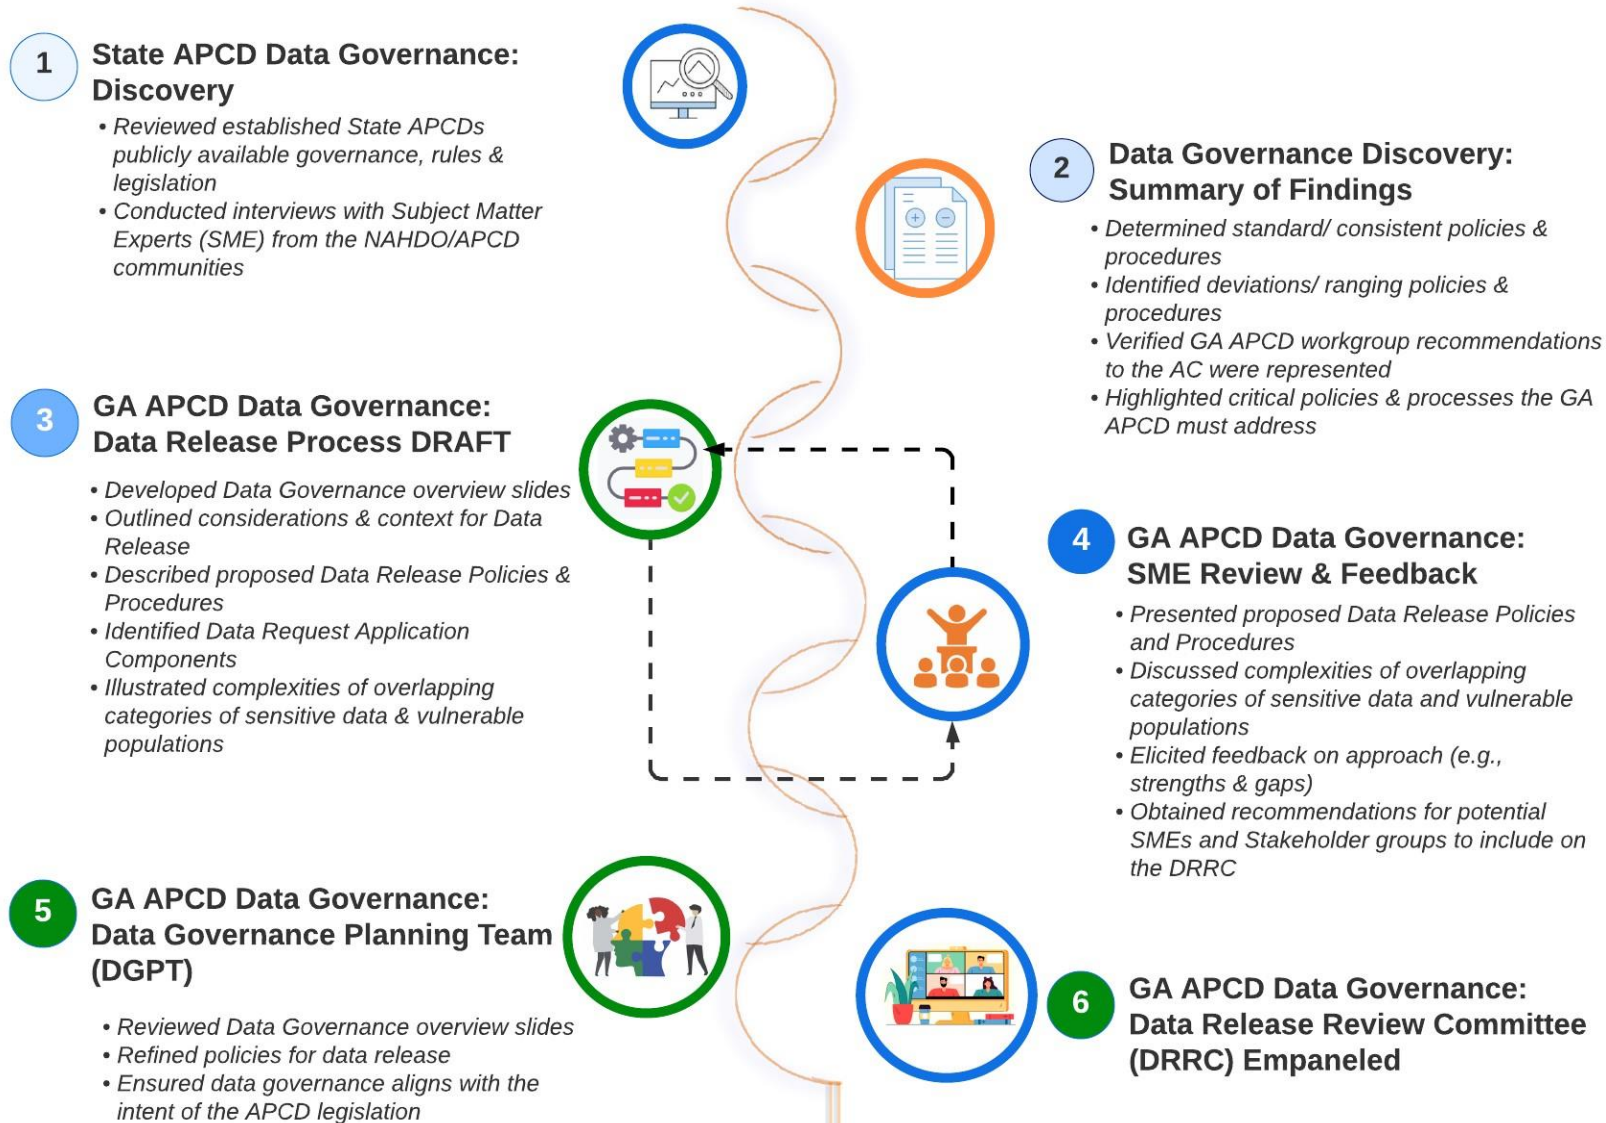 1
State APCD Data Governance:
Discovery
• Reviewed established State APCDs
publicly available governance, rules &
legislation
• Conducted interviews with Subject Matter
Experts (SME) from the NAHDO/APCD
communities
2
Data Governance Discovery:
Summary of Findings
• Determined standard/ consistent policies &
procedures
• Identified deviations/ ranging policies &
procedures
• Verified GA APCD workgroup recommendations
to the AC were represented
• Highlighted critical policies & processes the GA
APCD must address
3
GA APCD Data Governance:
Data Release Process DRAFT
• Developed Data Governance overview slides
• Outlined considerations & context for Data
Release
• Described proposed Data Release Policies &
Procedures
• Identified Data Request Application
Components
• Illustrated complexities of overlapping
categories of sensitive data & vulnerable
populations
4
GA APCD Data Governance:
SME Review & Feedback
• Presented proposed Data Release Policies
and Procedures
• Discussed complexities of overlapping
categories of sensitive data and vulnerable
populations
• Elicited feedback on approach (e.g.,
strengths & gaps)
• Obtained recommendations for potential
SMEs and Stakeholder groups to include on
the DRRC
5
GA APCD Data Governance:
Data Governance Planning Team
(DGPT)
• Reviewed Data Governance overview slides
• Refined policies for data release
• Ensured data governance aligns with the
intent of the APCD legislation
6
GA APCD Data Governance:
Data Release Review Committee
(DRRC) Empaneled